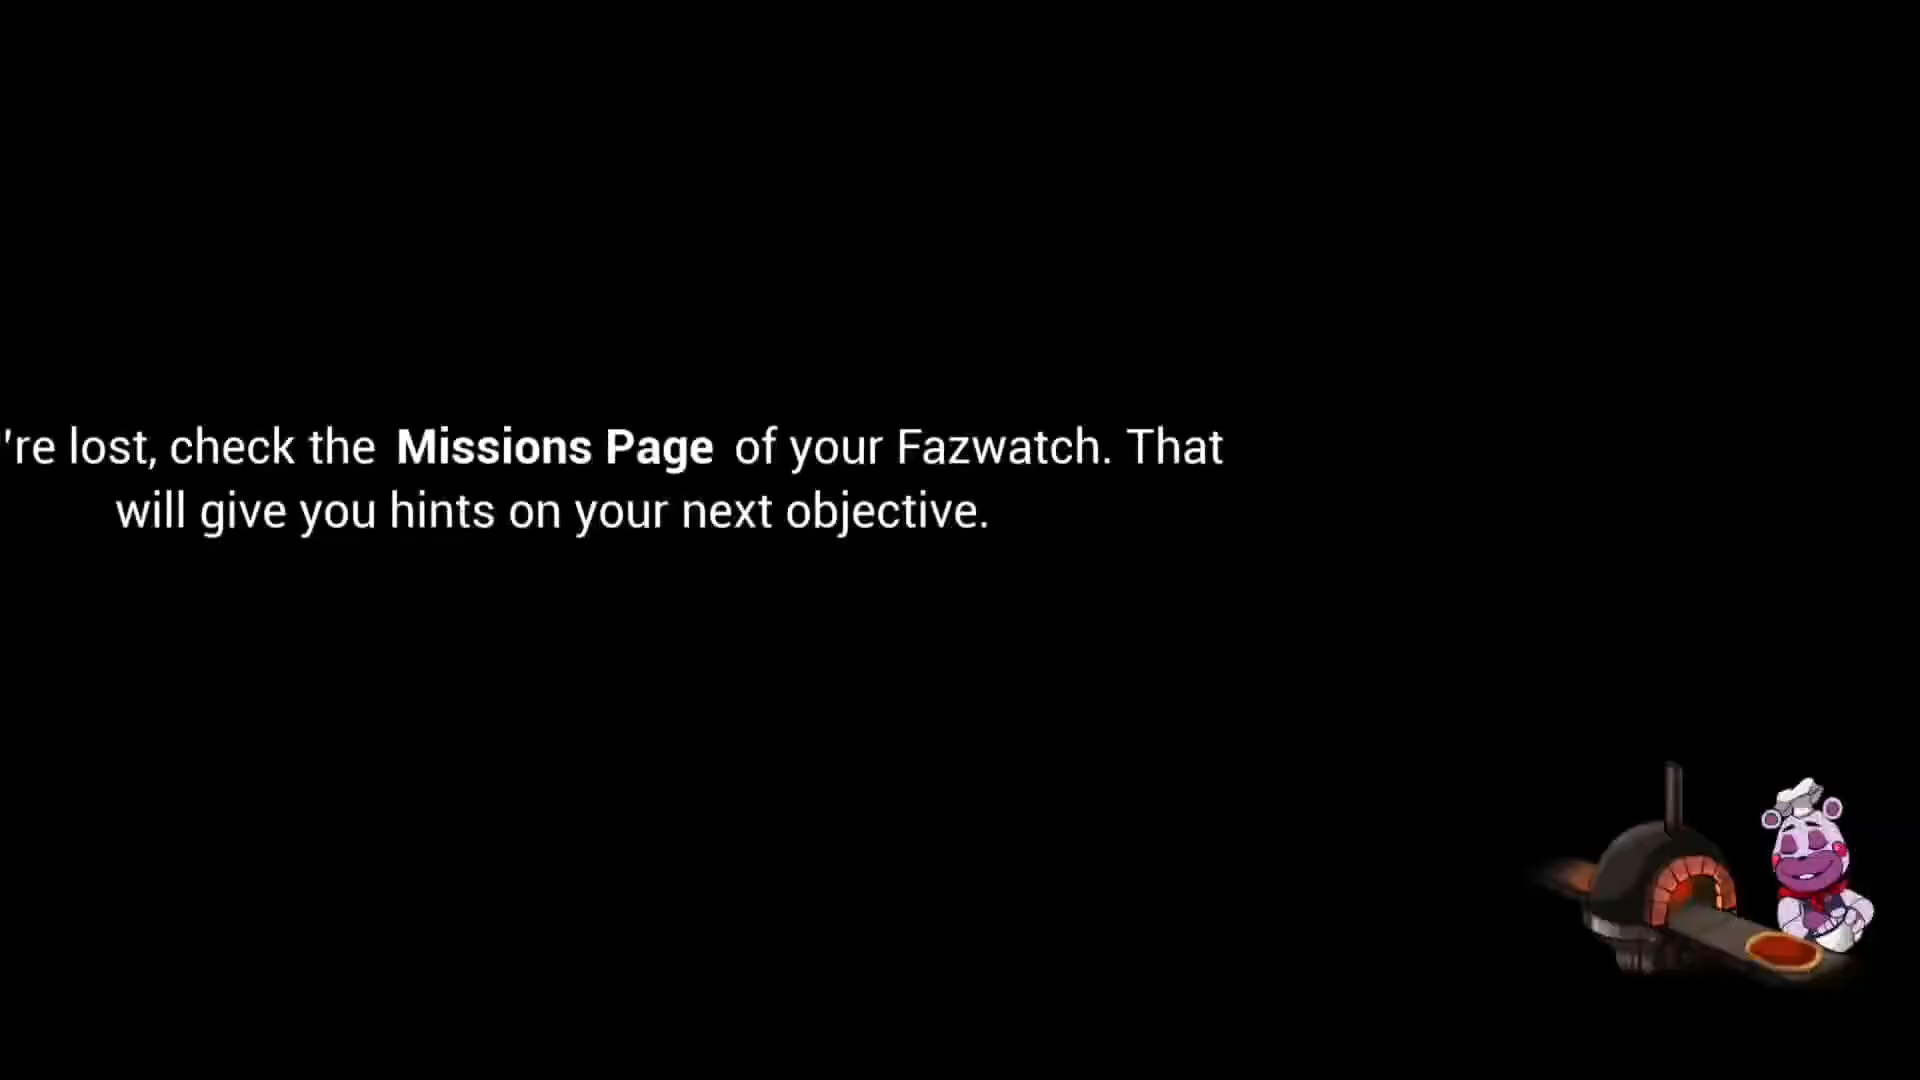 're lost, check the Missions Page of your Fazwatch. That
will give you hints on your next objective.